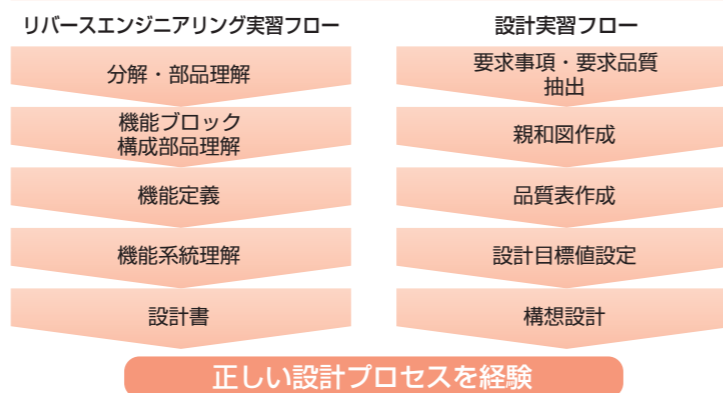 リバースエンジニアリング実習フロー
分解・部品理解
機能ブロック
構成部品理解
機能定義
機能系統理解
設計書
設計実習フロー
要求事項・要求品質
抽出
親和図作成
品質表作成
設計目標値設定
構想設計
正しい設計プロセスを経験